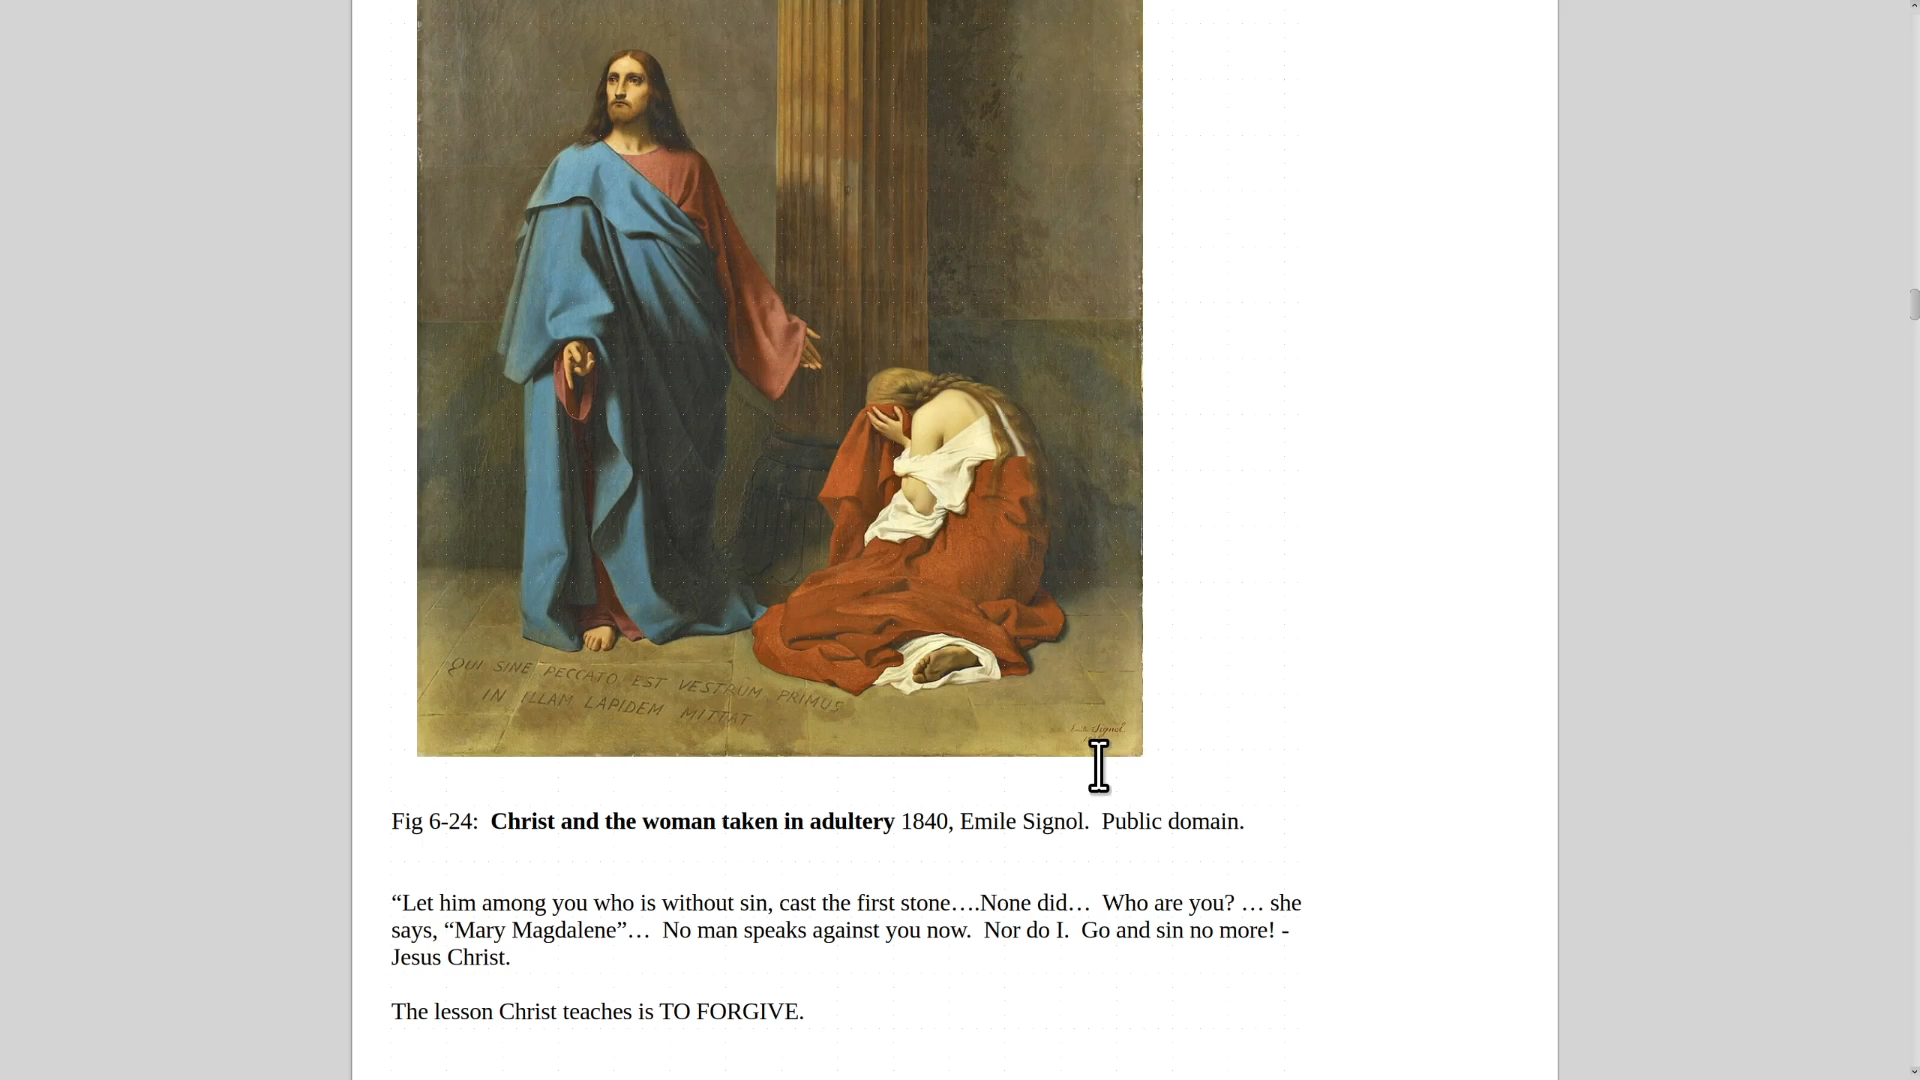 QUI SINE PECCATO EST VESTRUM, PRIMUS
IN ILLAM LAPIDEM MITTAT
Signol
Fig 6-24:  Christ and the woman taken in adultery 1840, Emile Signol.  Public domain.
“Let him among you who is without sin, cast the first stone….None did…  Who are you? … she
says, “Mary Magdalene”…  No man speaks against you now.  Nor do I.  Go and sin no more! -
Jesus Christ.
The lesson Christ teaches is TO FORGIVE.